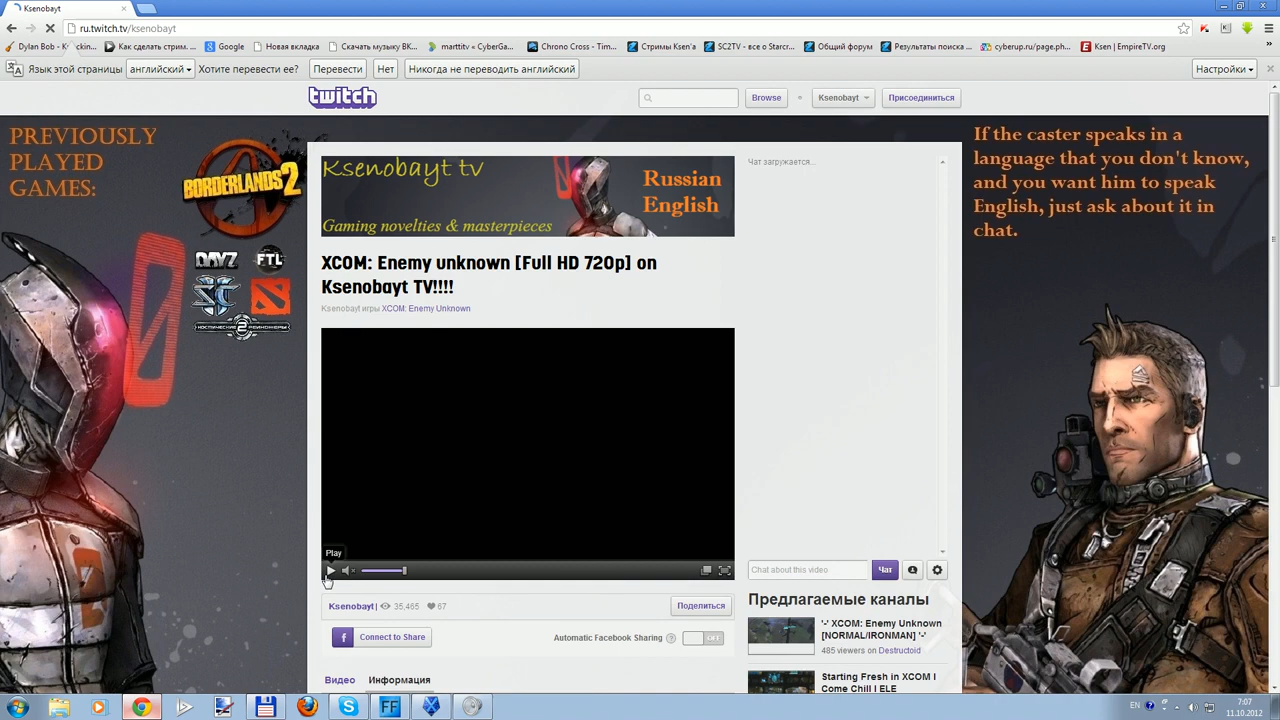 Ksenobayt
ru.twitch.tv/ksenobayt
Как сделать стрим. ...
Google
Новая вкладка
Скачать музыку ВК...
marttitv « CyberGa...
Chrono Cross - Tim...
Стримы Ksen'a
SC2TV - все о Starcr...
Общий форум
Результаты поиска ...
cyberup.ru/page.ph...
Ksen | EmpireTV.org
Язык этой страницы
английский
Хотите перевести ее?
Перевести
Нет
Никогда не переводить английский
Настройки
twitch
Browse
Ksenobayt
Присоединиться
PREVIOUSLY
PLAYED
GAMES:
BORDERLANDS 2
DAYZ
FTL
КОСМИЧЕСКИЕ РЕЙНДЖЕРЫ 2
Ksenobayt tv
Russian
English
Gaming novelties & masterpieces
XCOM: Enemy unknown [Full HD 720p] on
Ksenobayt TV!!!!
Ksenobayt игры XCOM: Enemy Unknown
Play
Ksenobayt |
35,465
67
Поделиться
Connect to Share
Automatic Facebook Sharing
?
OFF
Видео
Информация
Чат загружается...
Chat about this video
Чат
Предлагаемые каналы
'-' XCOM: Enemy Unknown
[NORMAL/IRONMAN] '-'
485 viewers on Destructoid
Starting Fresh in XCOM I
Come Chill I ELE
If the caster speaks in a
language that you don't know,
and you want him to speak
English, just ask about it in
chat.
FF
EN
7:07
11.10.2012